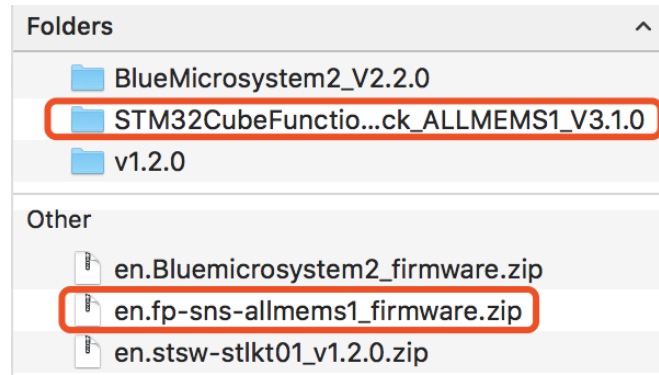 Folders
BlueMicrosystem2_V2.2.0
STM32CubeFunctio...ck_ALLMEMS1_V3.1.0
v1.2.0
Other
en.Bluemicrosystem2_firmware.zip
en.fp-sns-allmems1_firmware.zip
en.stsw-stlkt01_v1.2.0.zip